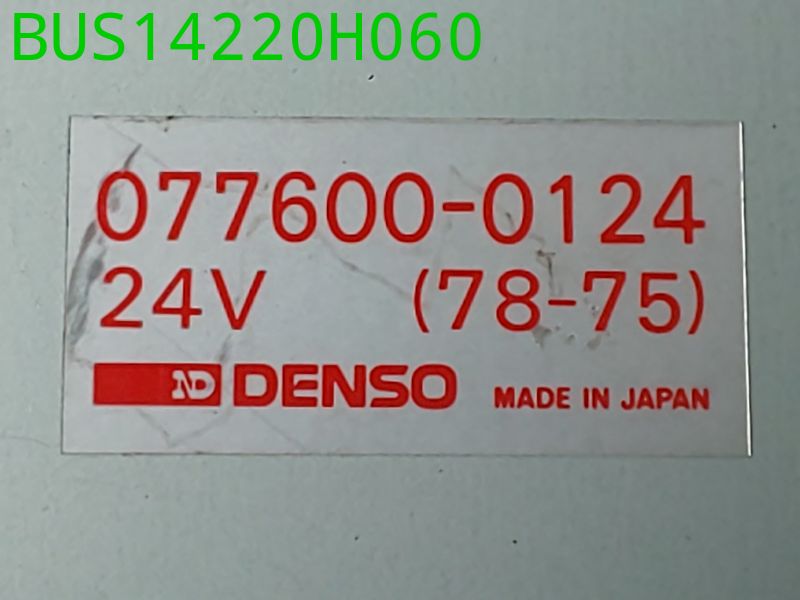 BUS14220H060
077600-0124
24V (78-75)
ND DENSO MADE IN JAPAN